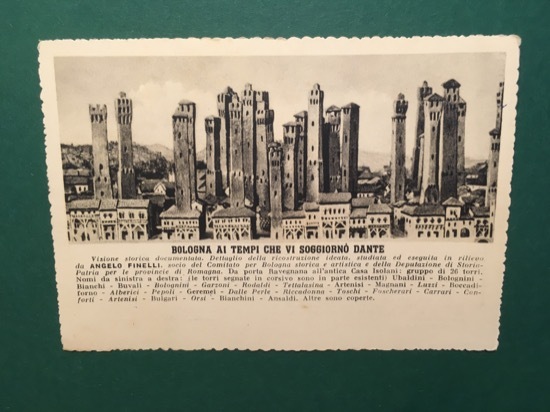 BOLOGNA AI TEMPI CHE VI SOGGIORNÒ DANTE
Visione storica documentata. Dettaglio della ricostruzione ideata, studiata ed eseguita in rilievo
da ANGELO FINELLI, socio del Comitato per Bologna storica e artistica e della Deputazione di Storia-
Patria per le provincie di Romagna. Da porta Ravegnana all'antica Casa Isolani: gruppo di 26 torri.
Nomi da sinistra a destra: (le torri segnate in corsivo sono in parte esistenti) Ubaldini - Bolognini -
Bianchi - Buvali - Bolognini - Garzoni - Rodaldi - Tettalasina - Artenisi - Magnani - Luzzi - Boccadi-
forno - Alberici - Pepoli - Geremei - Dalle Perle - Riccadonna - Toschi - Foscherari - Carrari - Con-
forti - Artenisi - Bulgari - Orsi - Bianchini - Ansaldi. Altre sono coperte.